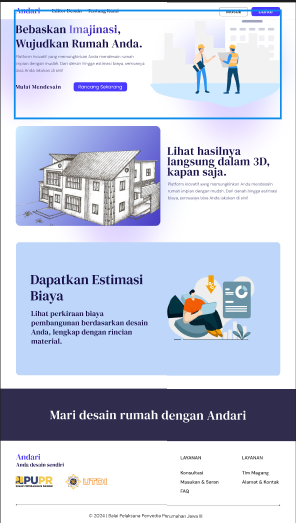 Andari
Editor Desain
Tentang Kami
Masuk
Daftar
Bebaskan Imajinasi,
Wujudkan Rumah Anda.
Platform inovatif yang memungkinkan Anda mendesain rumah
impian dengan mudah. Dari denah hingga estimasi biaya, semuanya
bisa Anda lakukan di sini!
Mulai Mendesain
Rancang Sekarang
Lihat hasilnya
langsung dalam 3D,
kapan saja.
Platform inovatif yang memungkinkan Anda mendesain
rumah impian dengan mudah. Dari denah hingga estimasi
biaya, semuanya bisa Anda lakukan di sini!
Dapatkan Estimasi
Biaya
Lihat perkiraan biaya
pembangunan berdasarkan desain
Anda, lengkap dengan rincian
material.
Mari desain rumah dengan Andari
Andari
Anda desain sendiri
PUPR
UTDI
LAYANAN
Konsultasi
Masukan & Saran
FAQ
LAYANAN
Tim Magang
Alamat & Kontak
© 2024 | Balai Pelaksana Penyedia Perumahan Jawa III